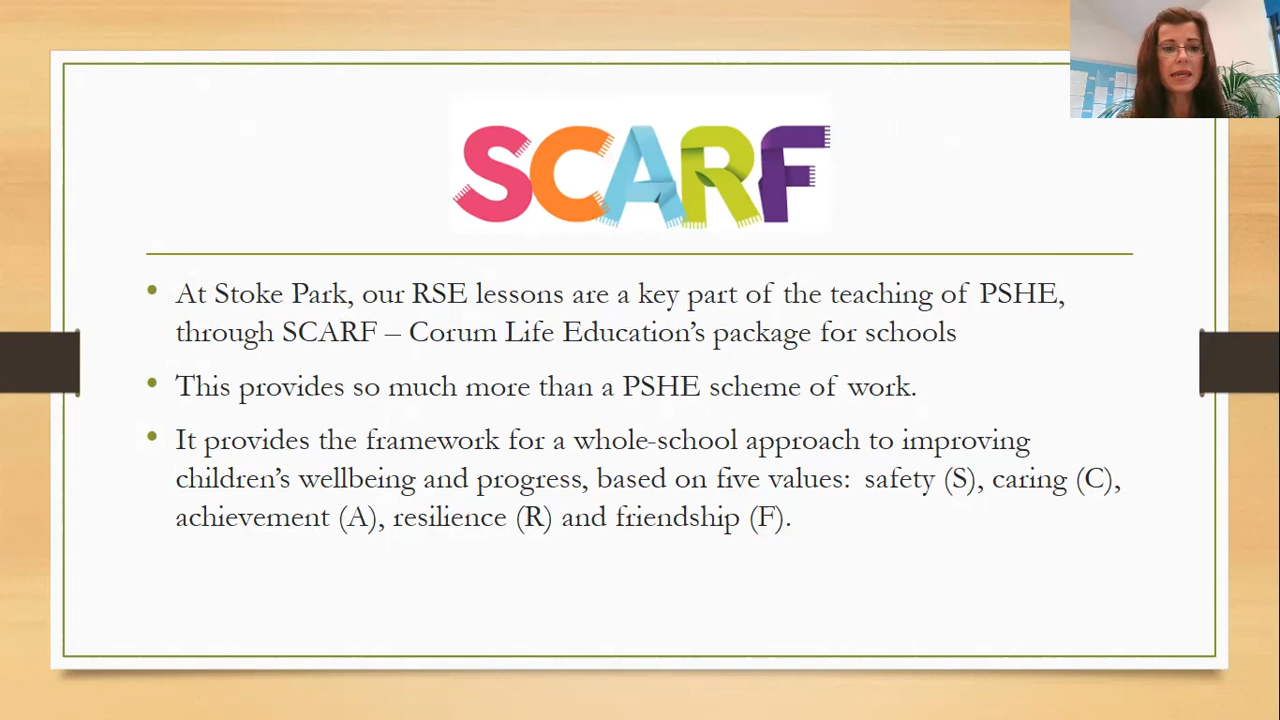 SCARF
At Stoke Park, our RSE lessons are a key part of the teaching of PSHE,
through SCARF – Corum Life Education’s package for schools
This provides so much more than a PSHE scheme of work.
It provides the framework for a whole-school approach to improving
children’s wellbeing and progress, based on five values:  safety (S), caring (C),
achievement (A), resilience (R) and friendship (F).